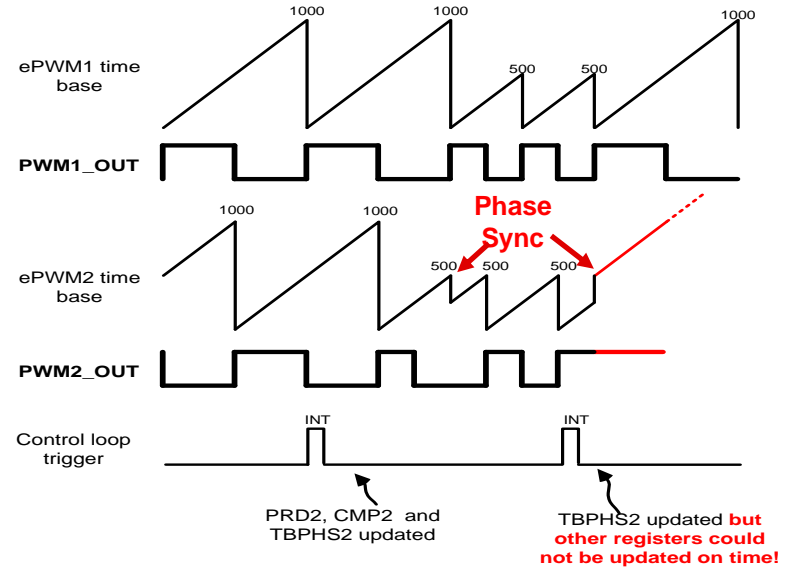 1000
1000
1000
ePWM1 time
base
500
500
PWM1_OUT
Phase
Sync
1000
1000
ePWM2 time
base
500
500
500
PWM2_OUT
Control loop
trigger
INT
INT
PRD2, CMP2 and
TBPHS2 updated
TBPHS2 updated but
other registers could
not be updated on time!